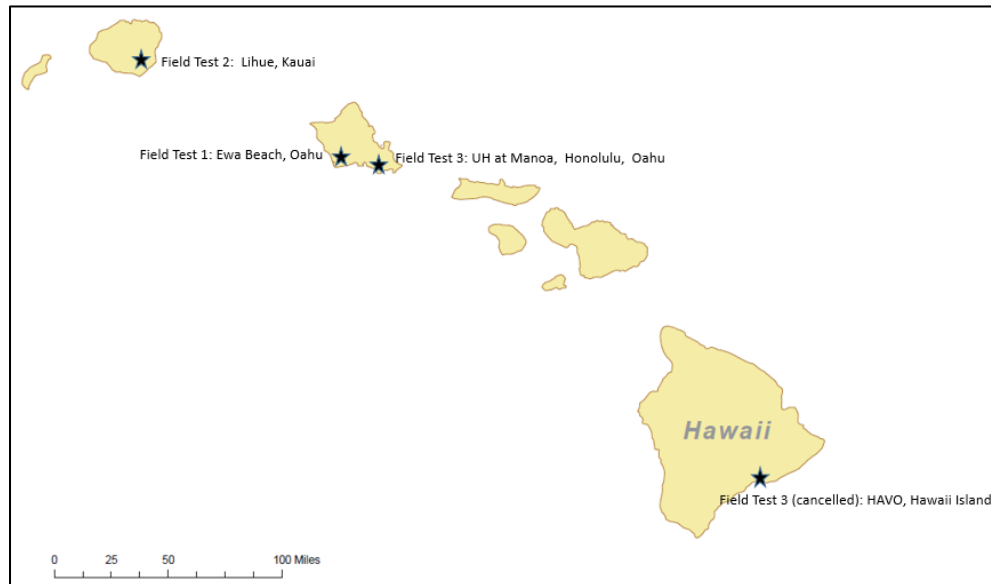 Field Test 2:  Lihue, Kauai
Field Test 1: Ewa Beach, Oahu
Field Test 3: UH at Manoa,  Honolulu,  Oahu
Hawaii
Field Test 3 (cancelled): HAVO, Hawaii Island
0 25 50 100 Miles